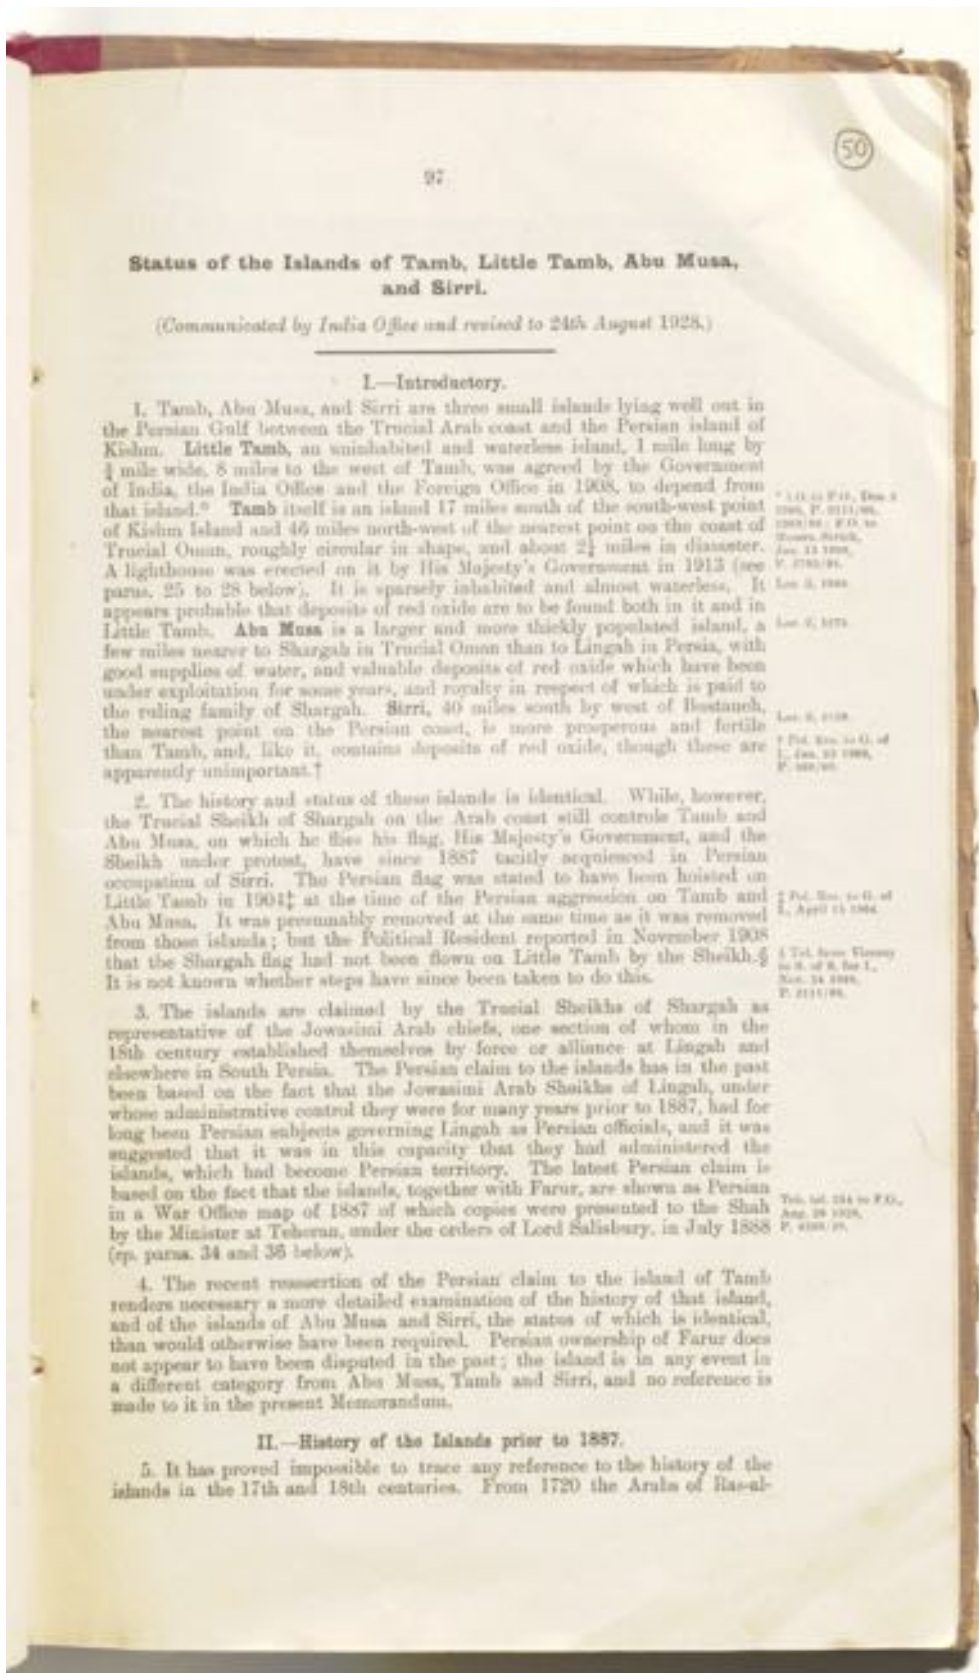 50
97
Status of the Islands of Tamb, Little Tamb, Abu Musa,
and Sirri.
(Communicated by India Office and revised to 24th August 1928.)
I.—Introductory.
1. Tamb, Abu Musa, and Sirri are three small islands lying well out in
the Persian Gulf between the Trucial Arab coast and the Persian island of
Kishm. Little Tamb, an uninhabited and waterless island, 1 mile long by
¾ mile wide, 8 miles to the west of Tamb, was agreed by the Government
of India, the India Office and the Foreign Office in 1908, to depend from
that island.* Tamb itself is an island 17 miles south of the south-west point
of Kishm Island and 46 miles north-west of the nearest point on the coast of
Trucial Oman, roughly circular in shape, and about 2¼ miles in diameter.
A lighthouse was erected on it by His Majesty's Government in 1913 (see
paras. 25 to 28 below). It is sparsely inhabited and almost waterless. It
appears probable that deposits of red oxide are to be found both in it and in
Little Tamb. Abu Musa is a larger and more thickly populated island, a
few miles nearer to Shargah in Trucial Oman than to Lingah in Persia, with
good supplies of water, and valuable deposits of red oxide which have been
under exploitation for some years, and royalty in respect of which is paid to
the ruling family of Shargah. Sirri, 40 miles south by west of Bostaneh,
the nearest point on the Persian coast, is more prosperous and fertile
than Tamb, and, like it, contains deposits of red oxide, though these are
apparently unimportant.†
2. The history and status of these islands is identical. While, however,
the Trucial Sheikh of Shargah on the Arab coast still controls Tamb and
Abu Musa, on which he flies his flag, His Majesty's Government, and the
Sheikh under protest, have since 1887 tacitly acquiesced in Persian
occupation of Sirri. The Persian flag was stated to have been hoisted on
Little Tamb in 1904‡ at the time of the Persian aggression on Tamb and
Abu Musa. It was presumably removed at the same time as it was removed
from those islands; but the Political Resident reported in November 1908
that the Shargah flag had not been flown on Little Tamb by the Sheikh.§
It is not known whether steps have since been taken to do this.
‡ Pol. Res. to G. of
I., April
§ Tel. from Viceroy
to S. of S. for I.,
3. The islands are claimed by the Trucial Sheikhs of Shargah as
representative of the Jowasimi Arab chiefs, one section of whom in the
18th century established themselves by force or alliance at Lingah and
elsewhere in South Persia. The Persian claim to the islands has in the past
been based on the fact that the Jowasimi Arab Sheikhs of Lingah, under
whose administrative control they were for many years prior to 1887, had for
long been Persian subjects governing Lingah as Persian officials, and it was
suggested that it was in this capacity that they had administered the
islands, which had become Persian territory. The latest Persian claim is
based on the fact that the islands, together with Farur, are shown as Persian
in a War Office map of 1887 of which copies were presented to the Shah
by the Minister at Teheran, under the orders of Lord Salisbury, in July 1888
(cp. paras. 34 and 36 below).
4. The recent reassertion of the Persian claim to the island of Tamb
renders necessary a more detailed examination of the history of that island,
and of the islands of Abu Musa and Sirri, the status of which is identical,
than would otherwise have been required. Persian ownership of Farur does
not appear to have been disputed in the past; the island is in any event in
a different category from Abu Musa, Tamb and Sirri, and no reference is
made to it in the present Memorandum.
II.—History of the Islands prior to 1887.
5. It has proved impossible to trace any reference to the history of the
islands in the 17th and 18th centuries. From 1720 the Arabs of Ras-al-